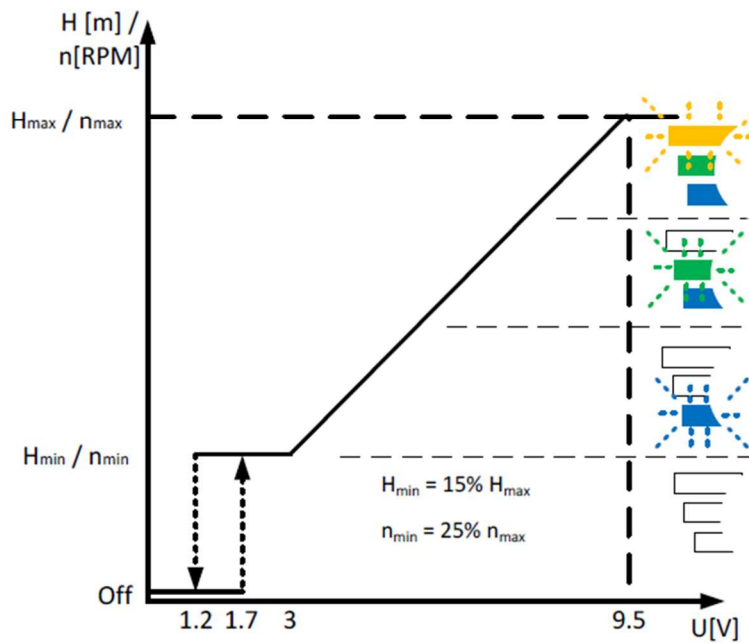 H [m] /
n[RPM]
Hmax / nmax
Hmin / nmin
Hmin = 15% Hmax
nmin = 25% nmax
Off
1.2 1.7 3 9.5 U[V]